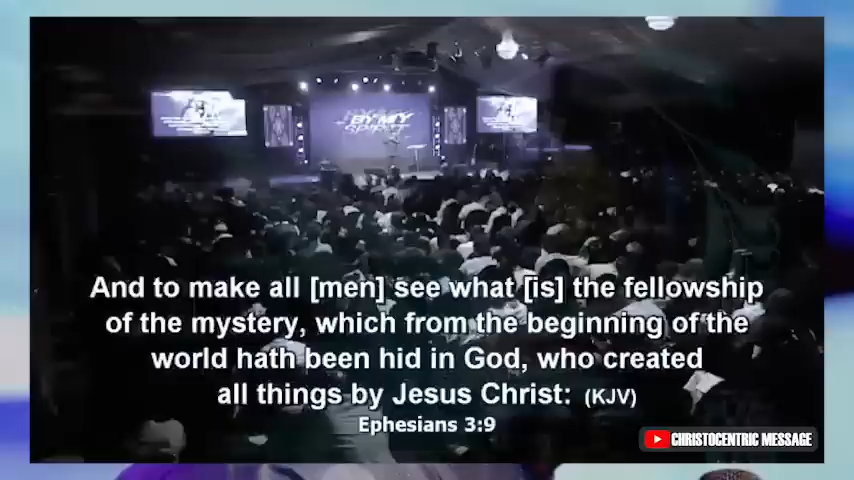 BY MY
SPIRIT
And to make all [men] see what [is] the fellowship
of the mystery, which from the beginning of the
world hath been hid in God, who created
all things by Jesus Christ: (KJV)
Ephesians 3:9
CHRISTOCENTRIC MESSAGE